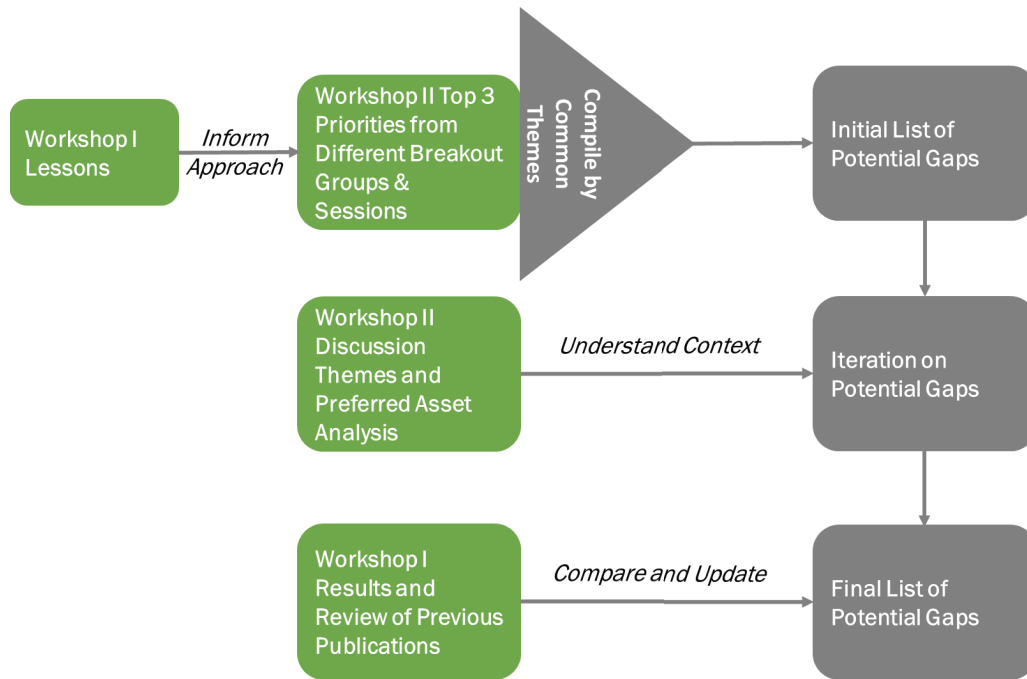 Workshop I
Lessons
Inform
Approach
Workshop II Top 3
Priorities from
Different Breakout
Groups &
Sessions
Compile by
Common
Themes
Initial List of
Potential Gaps
Workshop II
Discussion
Themes and
Preferred Asset
Analysis
Understand Context
Iteration on
Potential Gaps
Workshop I
Results and
Review of Previous
Publications
Compare and Update
Final List of
Potential Gaps